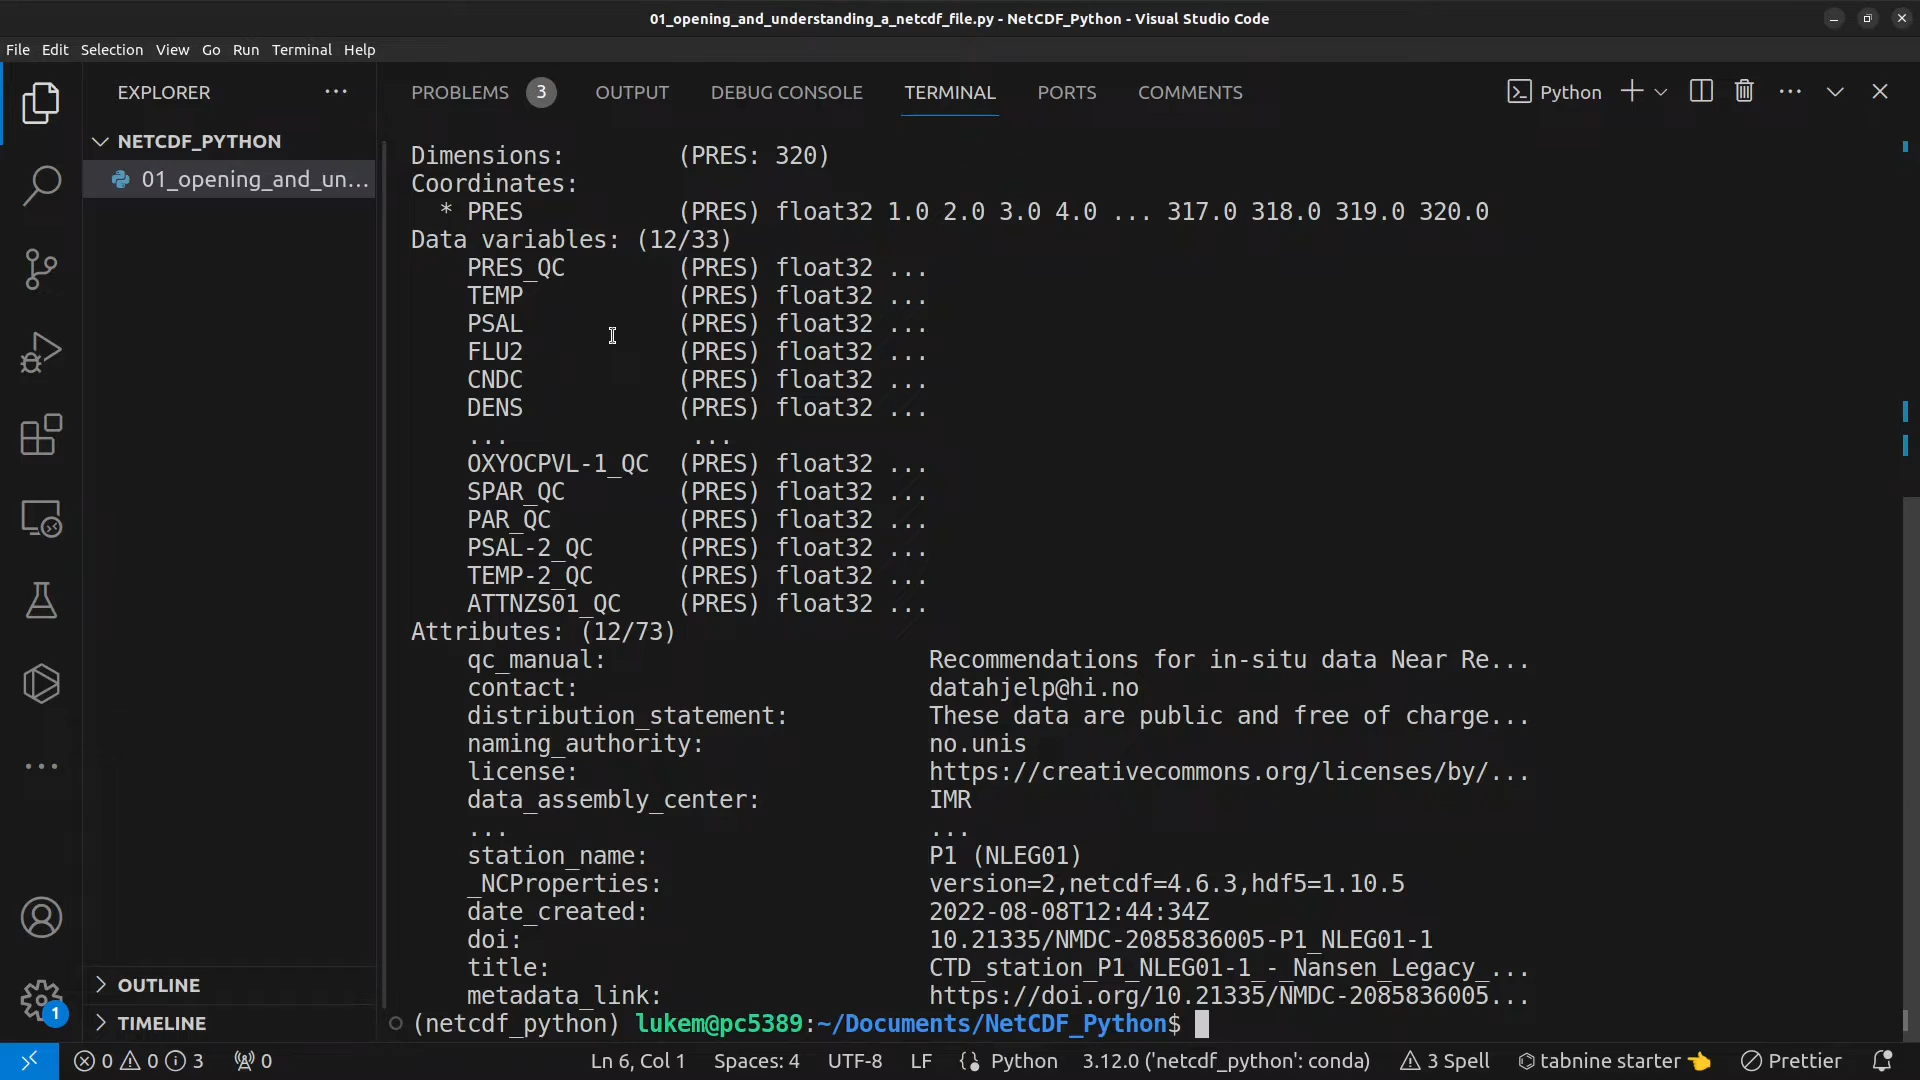 01_opening_and_understanding_a_netcdf_file.py - NetCDF_Python - Visual Studio Code
File Edit Selection View Go Run Terminal Help
EXPLORER
NETCDF_PYTHON
01_opening_and_un...
OUTLINE
TIMELINE
1
PROBLEMS 3 OUTPUT DEBUG CONSOLE TERMINAL PORTS COMMENTS Python
Dimensions: (PRES: 320)
Coordinates:
* PRES (PRES) float32 1.0 2.0 3.0 4.0 ... 317.0 318.0 319.0 320.0
Data variables: (12/33)
PRES_QC (PRES) float32 ...
TEMP (PRES) float32 ...
PSAL (PRES) float32 ...
FLU2 (PRES) float32 ...
CNDC (PRES) float32 ...
DENS (PRES) float32 ...
... ...
OXYOCPVL-1_QC (PRES) float32 ...
SPAR_QC (PRES) float32 ...
PAR_QC (PRES) float32 ...
PSAL-2_QC (PRES) float32 ...
TEMP-2_QC (PRES) float32 ...
ATTNZS01_QC (PRES) float32 ...
Attributes: (12/73)
qc_manual: Recommendations for in-situ data Near Re...
contact: datahjelp@hi.no
distribution_statement: These data are public and free of charge...
naming_authority: no.unis
license: https://creativecommons.org/licenses/by/...
data_assembly_center: IMR
... ...
station_name: P1 (NLEG01)
_NCProperties: version=2,netcdf=4.6.3,hdf5=1.10.5
date_created: 2022-08-08T12:44:34Z
doi: 10.21335/NMDC-2085836005-P1_NLEG01-1
title: CTD_station_P1_NLEG01-1_-_Nansen_Legacy_...
metadata_link: https://doi.org/10.21335/NMDC-2085836005...
(netcdf_python) lukem@pc5389:~/Documents/NetCDF_Python$
0 0 3 0 Ln 6, Col 1 Spaces: 4 UTF-8 LF {} Python 3.12.0 ('netcdf_python': conda) 3 Spell tabnine starter 👈 Prettier